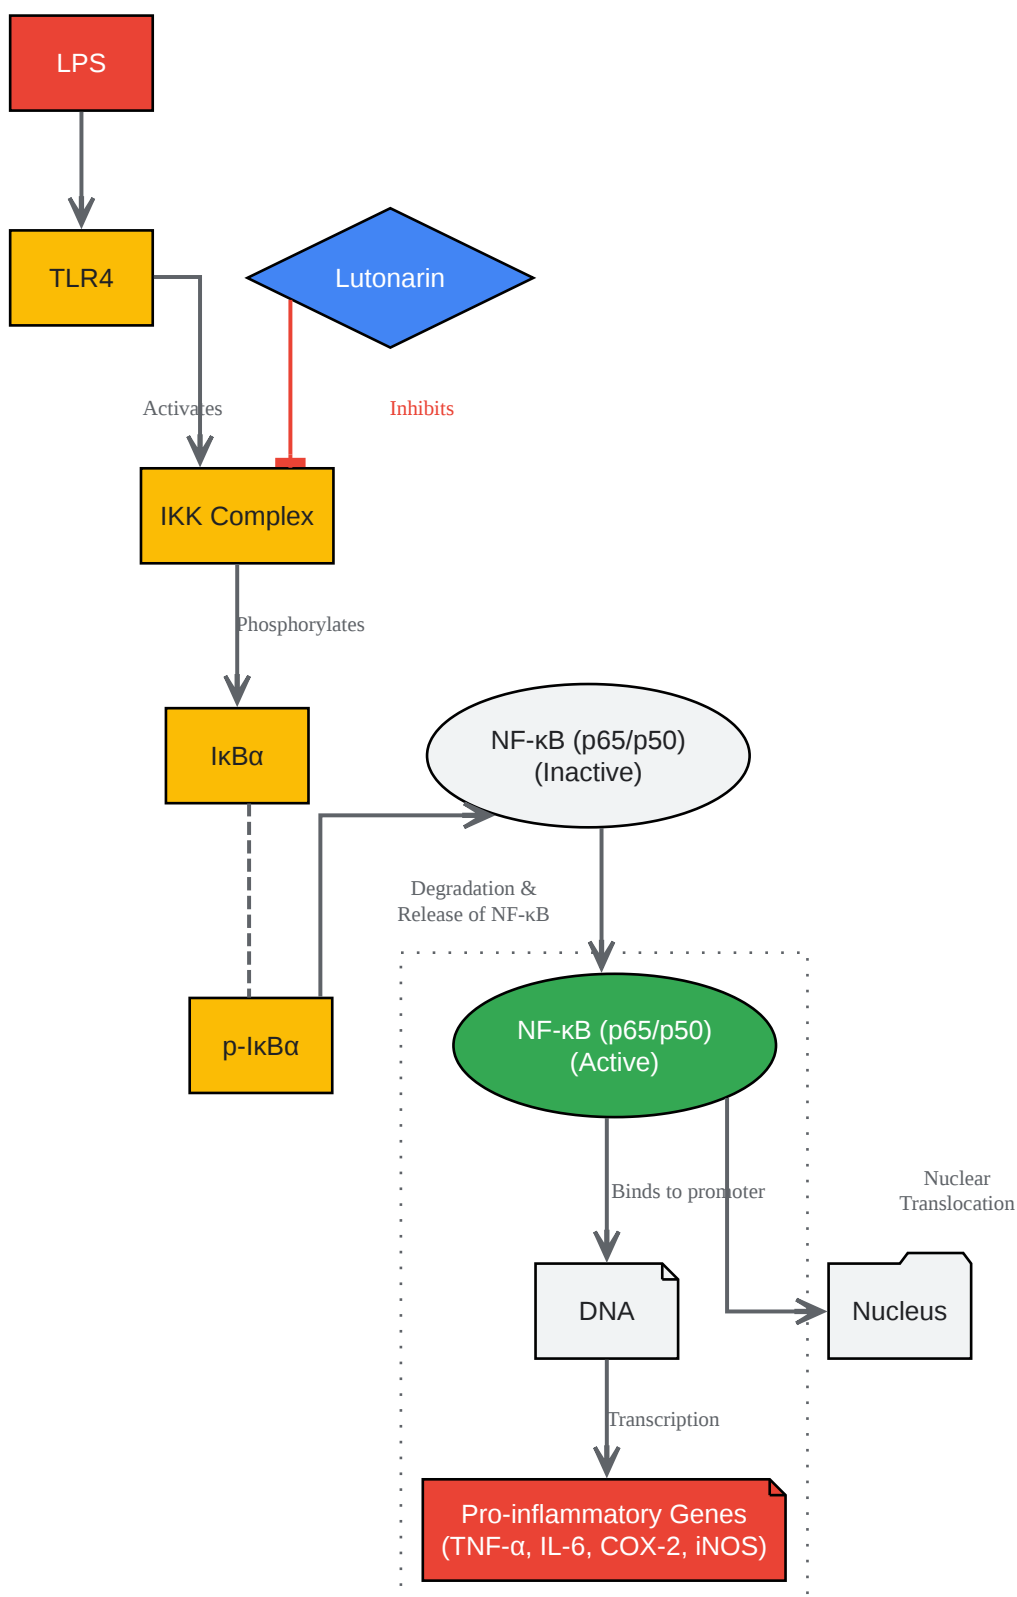 LPS
TLR4
Lutonarin
Activates
Inhibits
IKK Complex
Phosphorylates
IκBα
NF-κB (p65/p50)
(Inactive)
Degradation &
Release of NF-κB
p-IκBα
NF-κB (p65/p50)
(Active)
Binds to promoter
Nuclear
Translocation
DNA
Nucleus
Transcription
Pro-inflammatory Genes
(TNF-α, IL-6, COX-2, iNOS)